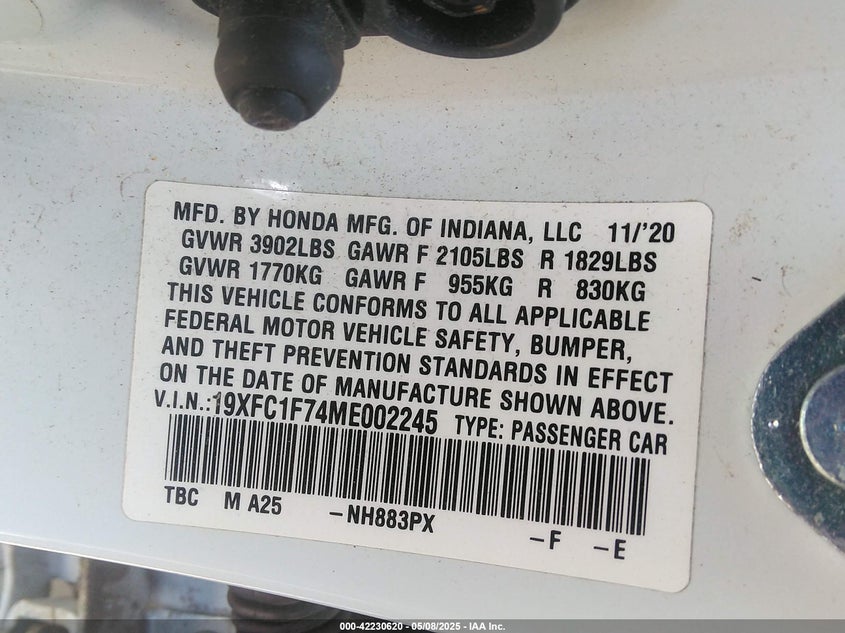 MFD. BY HONDA MFG. OF INDIANA, LLC 11/'20
GVWR 3902LBS GAWR F 2105LBS R 1829LBS
GVWR 1770KG GAWR F 955KG R 830KG
THIS VEHICLE CONFORMS TO ALL APPLICABLE
FEDERAL MOTOR VEHICLE SAFETY, BUMPER,
AND THEFT PREVENTION STANDARDS IN EFFECT
ON THE DATE OF MANUFACTURE SHOWN ABOVE.
V.I.N.:19XFC1F74ME002245 TYPE: PASSENGER CAR
TBC M A25 -NH883PX -F -E
000-42230620 - 05/08/2025 - IAA Inc.